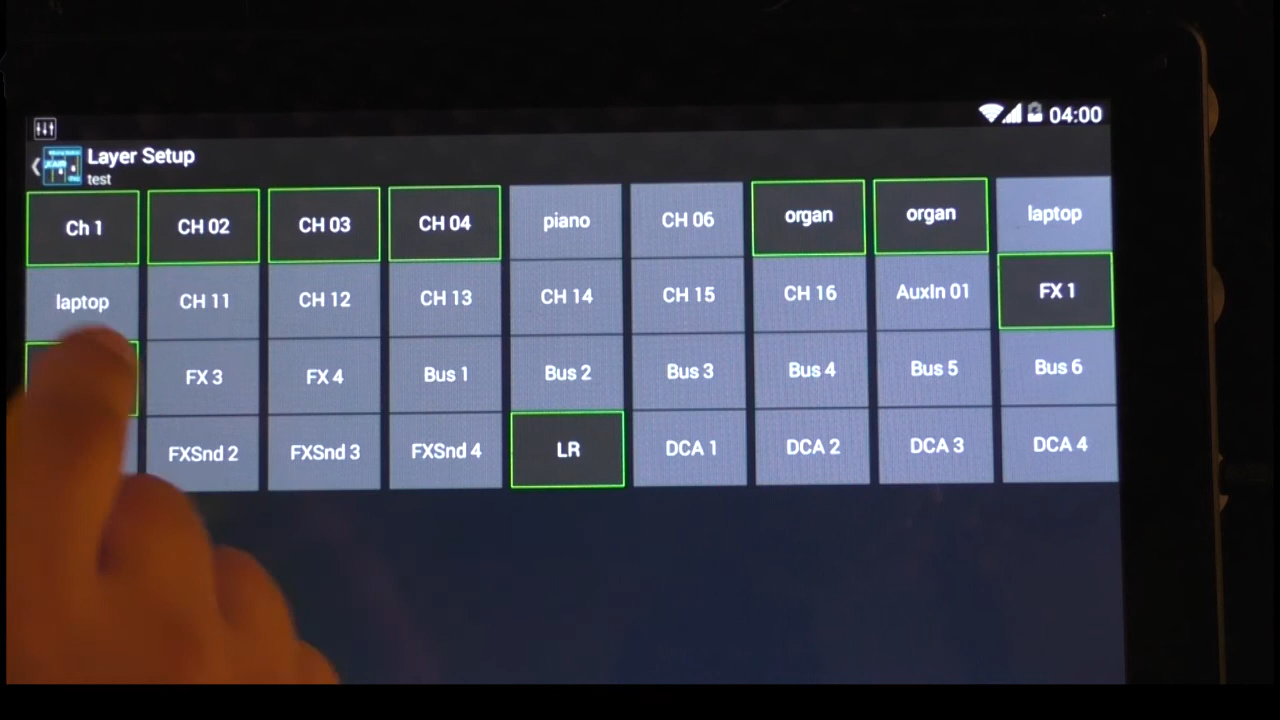 04:00
Layer Setup
test
Ch 1 CH 02 CH 03 CH 04 piano CH 06 organ organ laptop
laptop CH 11 CH 12 CH 13 CH 14 CH 15 CH 16 AuxIn 01 FX 1
FX 3 FX 4 Bus 1 Bus 2 Bus 3 Bus 4 Bus 5 Bus 6
FXSnd 2 FXSnd 3 FXSnd 4 LR DCA 1 DCA 2 DCA 3 DCA 4